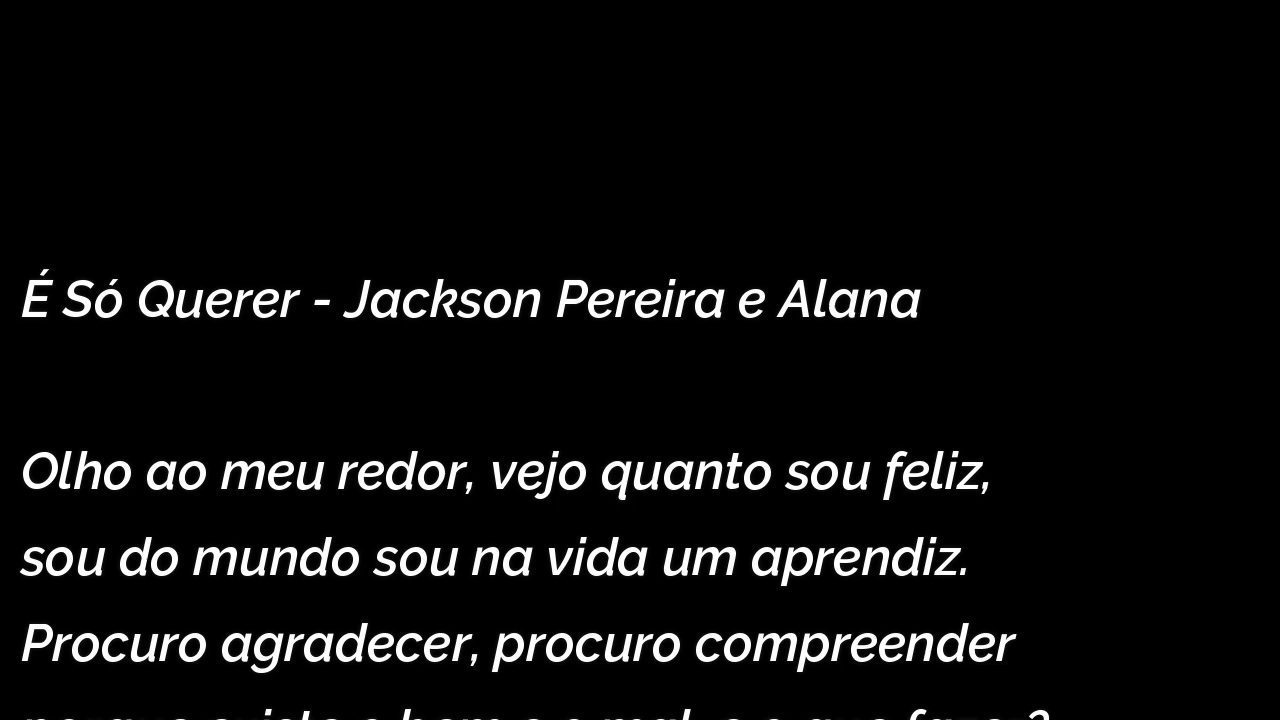 É Só Querer - Jackson Pereira e Alana
Olho ao meu redor, vejo quanto sou feliz,
sou do mundo sou na vida um aprendiz.
Procuro agradecer, procuro compreender